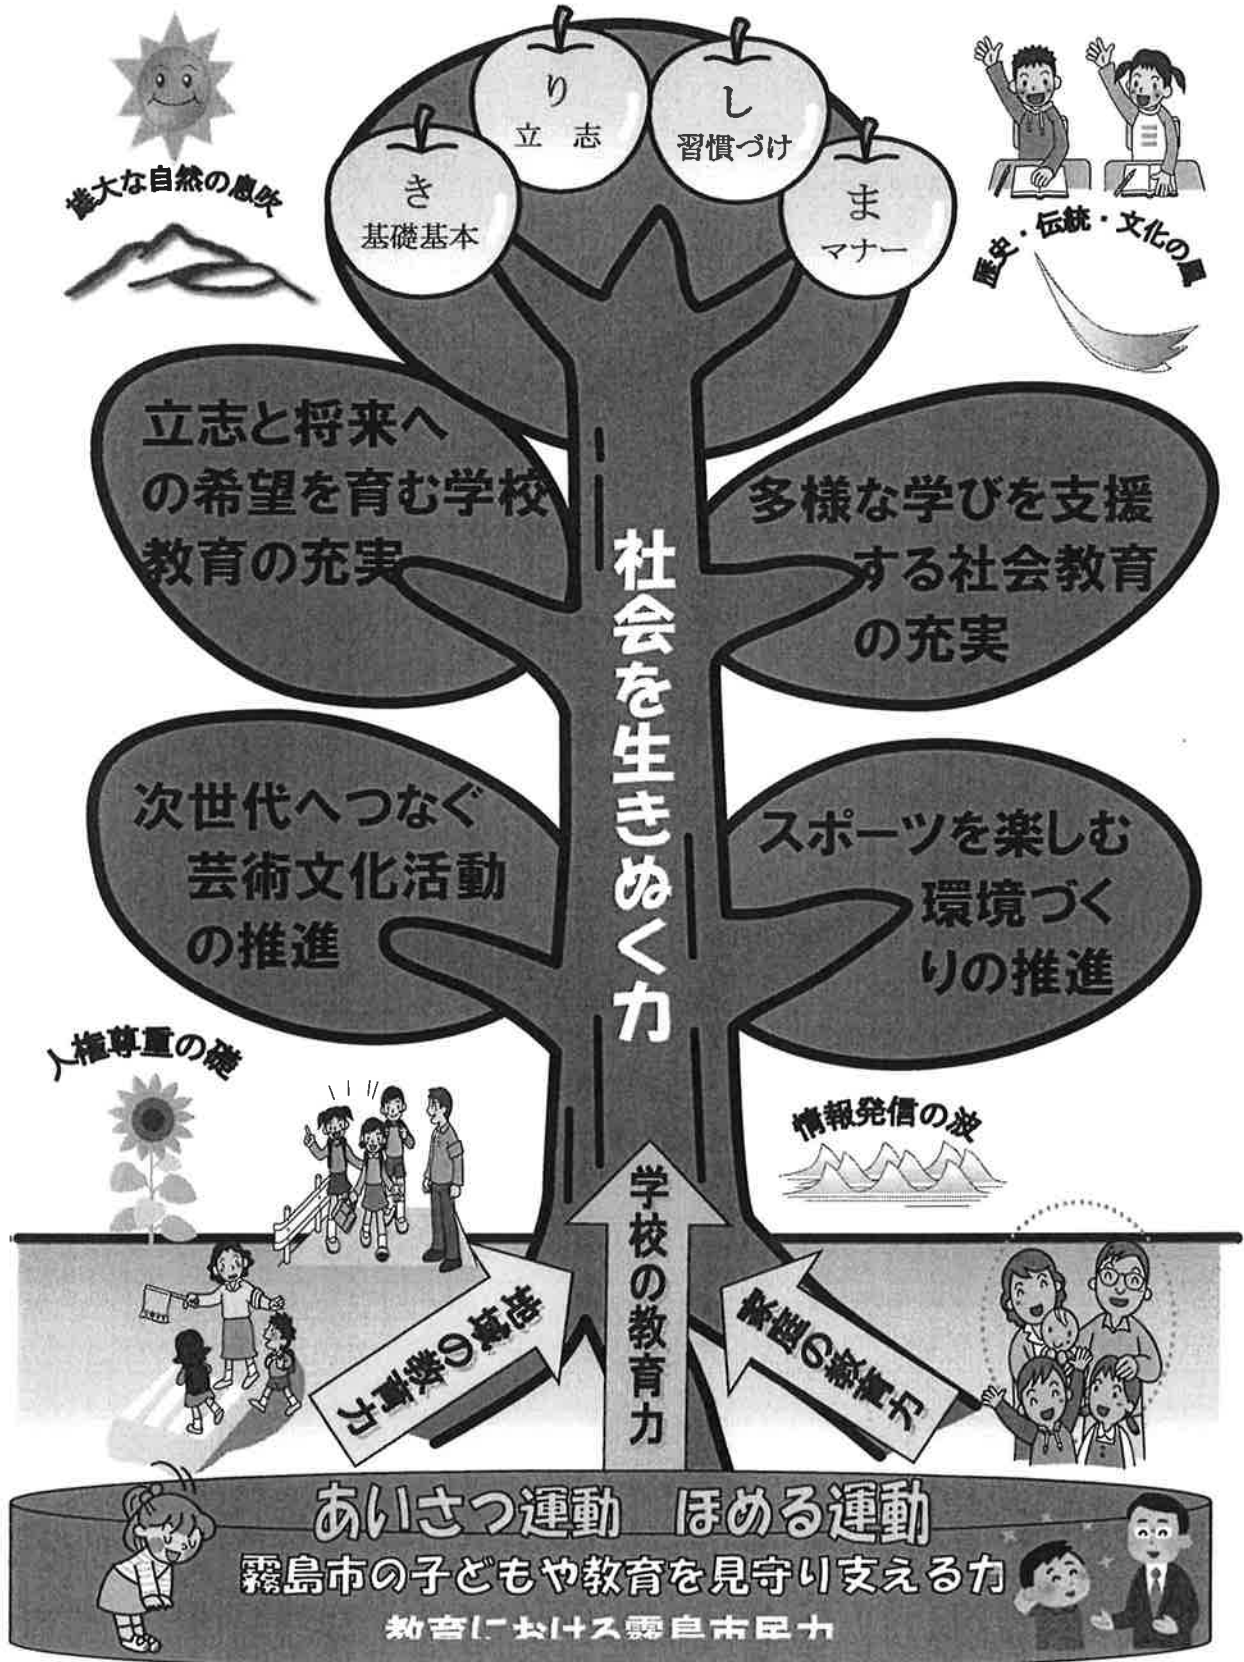 り
立 志
し
習慣づけ
き
基礎基本
ま
マナー
雄大な自然の息吹
歴史・伝統・文化の風
立志と将来へ
の希望を育む学校
教育の充実
多様な学びを支援
する社会教育
の充実
社会を生きぬく力
次世代へつなぐ
芸術文化活動
の推進
スポーツを楽しむ
環境づく
りの推進
人権尊重の礎
情報発信の波
地域の教育力
学校の教育力
家庭の教育力
あいさつ運動 ほめる運動
霧島市の子どもや教育を見守り支える力
教育における霧島市民力